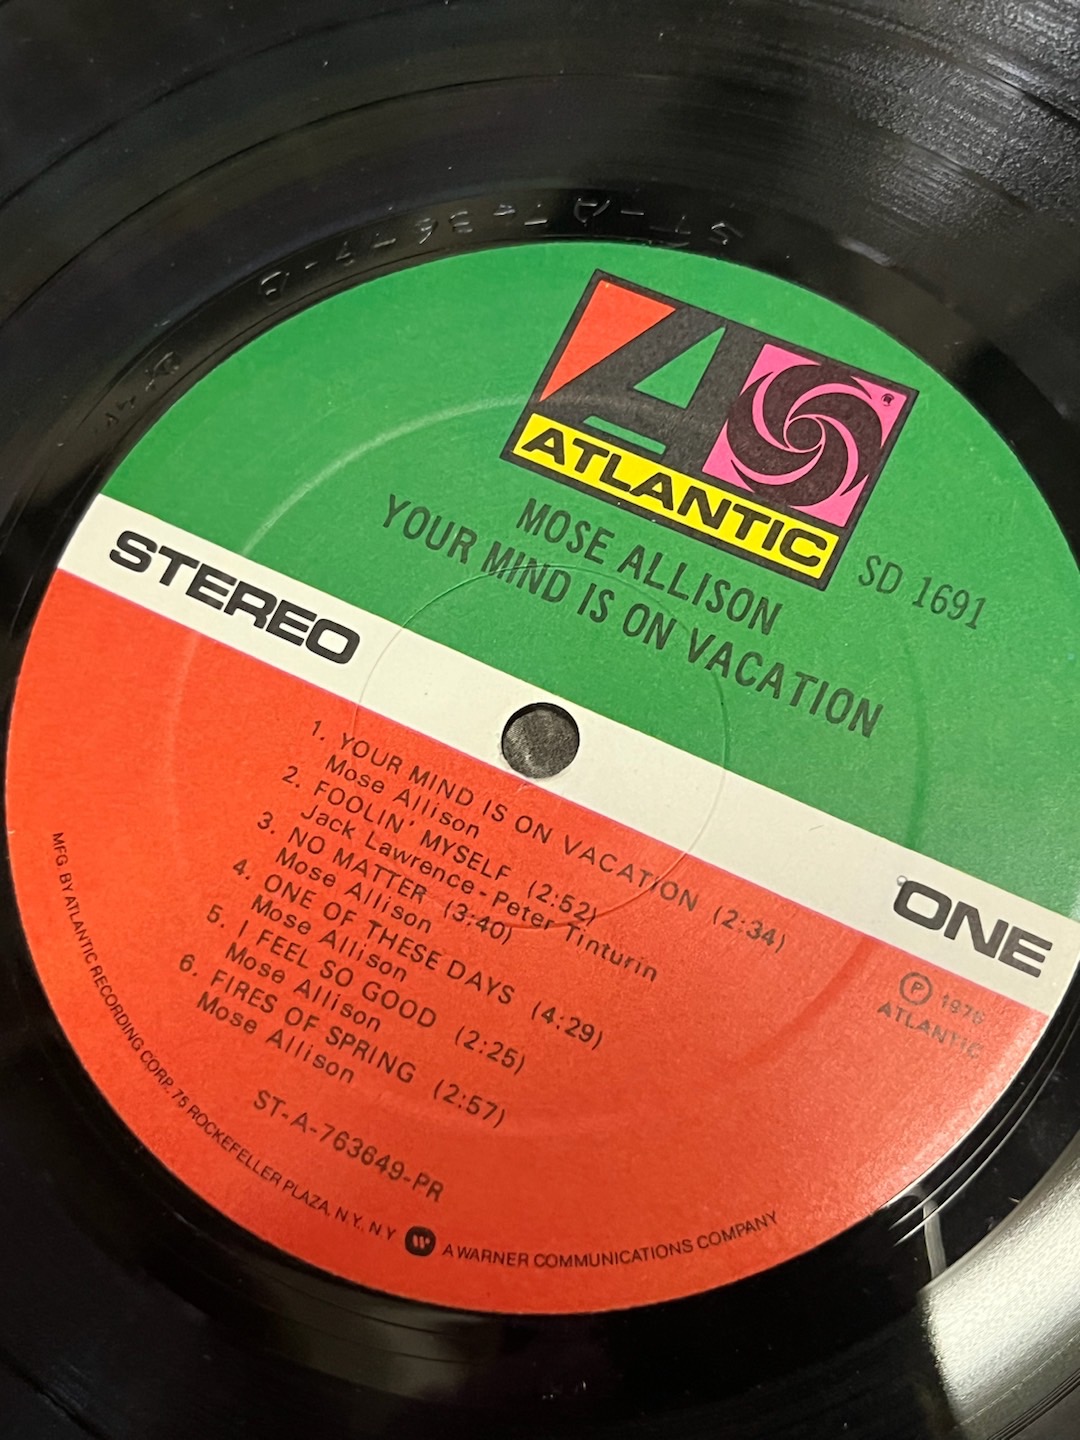 ATLANTIC
®
MOSE ALLISON
YOUR MIND IS ON VACATION
SD 1691
STEREO
ONE
1. YOUR MIND IS ON VACATION (2:34)
Mose Allison
2. FOOLIN' MYSELF (2:52)
Jack Lawrence-Peter Tinturin
3. NO MATTER (3:40)
Mose Allison
4. ONE OF THESE DAYS (4:29)
Mose Allison
5. I FEEL SO GOOD (2:25)
Mose Allison
6. FIRES OF SPRING (2:57)
Mose Allison
ST-A-763649-PR
Ⓟ 1976
ATLANTIC
MFG BY ATLANTIC RECORDING CORP., 75 ROCKEFELLER PLAZA, N.Y., N.Y. A WARNER COMMUNICATIONS COMPANY